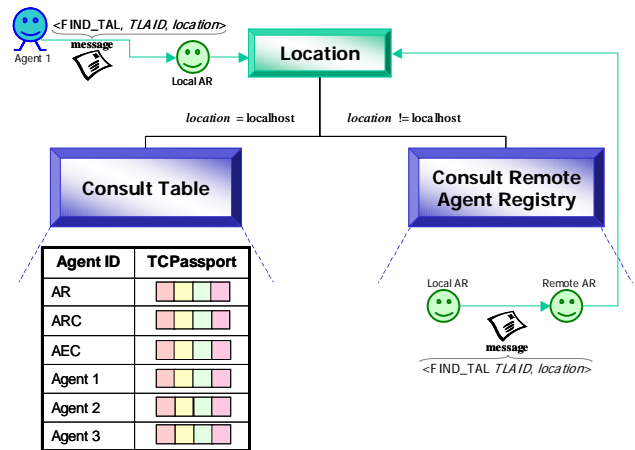 <FIND_TAL, TLAID, location>
message
Agent 1
Local AR
Location
location = localhost
location != localhost
Consult Table
Consult Remote
Agent Registry
Agent ID TCPassport
AR
ARC
AEC
Agent 1
Agent 2
Agent 3
Local AR
Remote AR
message
<FIND_TAL TLAID, location>